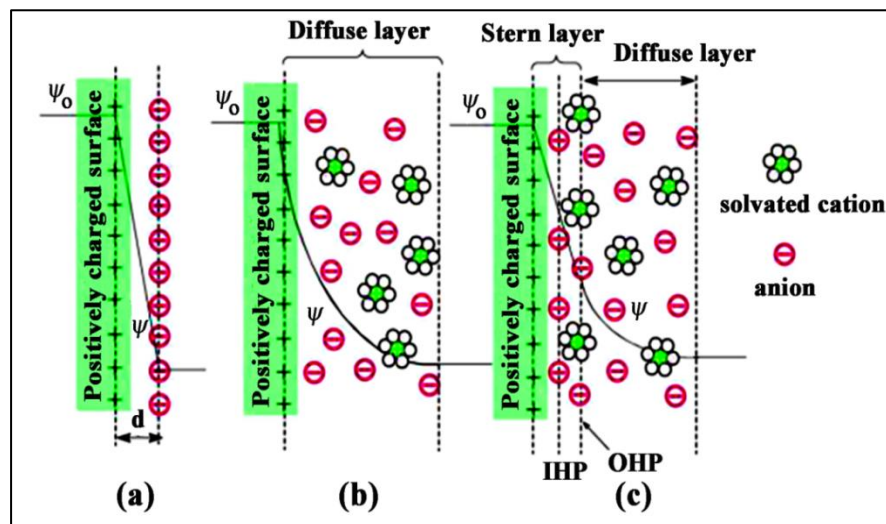 Diffuse layer
Stern layer
Diffuse layer
ψo
ψo
ψo
Positively charged surface
Positively charged surface
Positively charged surface
ψ
ψ
ψ
solvated cation
anion
d
IHP
OHP
(a)
(b)
(c)